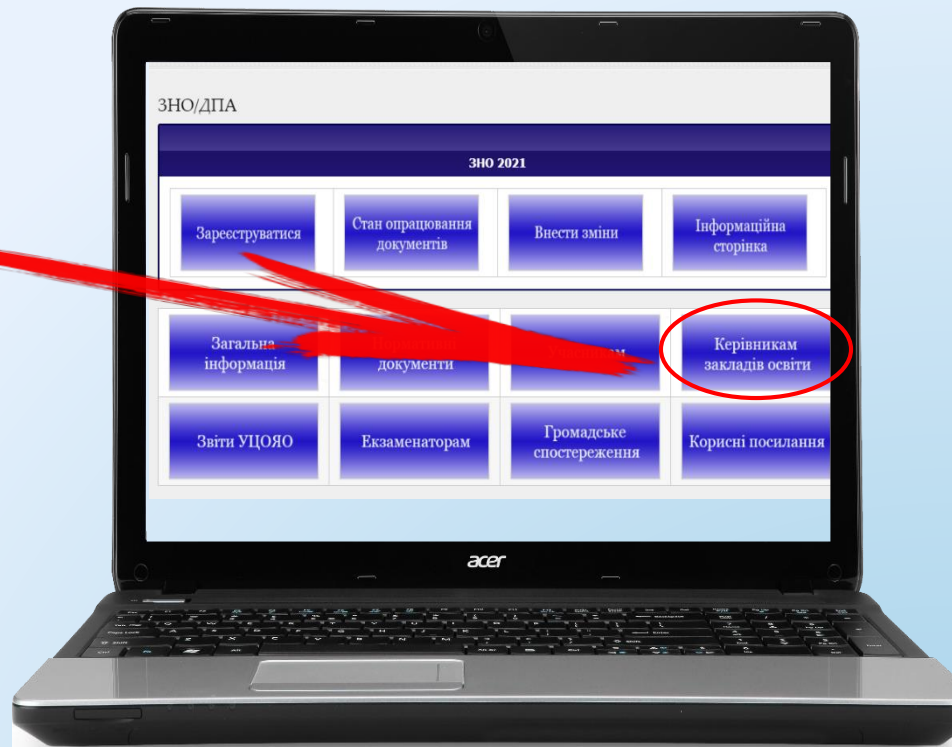 ЗНО/ДПА
ЗНО 2021
Зареєструватися
Стан опрацювання
документів
Внести зміни
Інформаційна
сторінка
Загальна
інформація
документи
Керівникам
закладів освіти
Звіти УЦОЯО
Екзаменаторам
Громадське
спостереження
Корисні посилання
acer